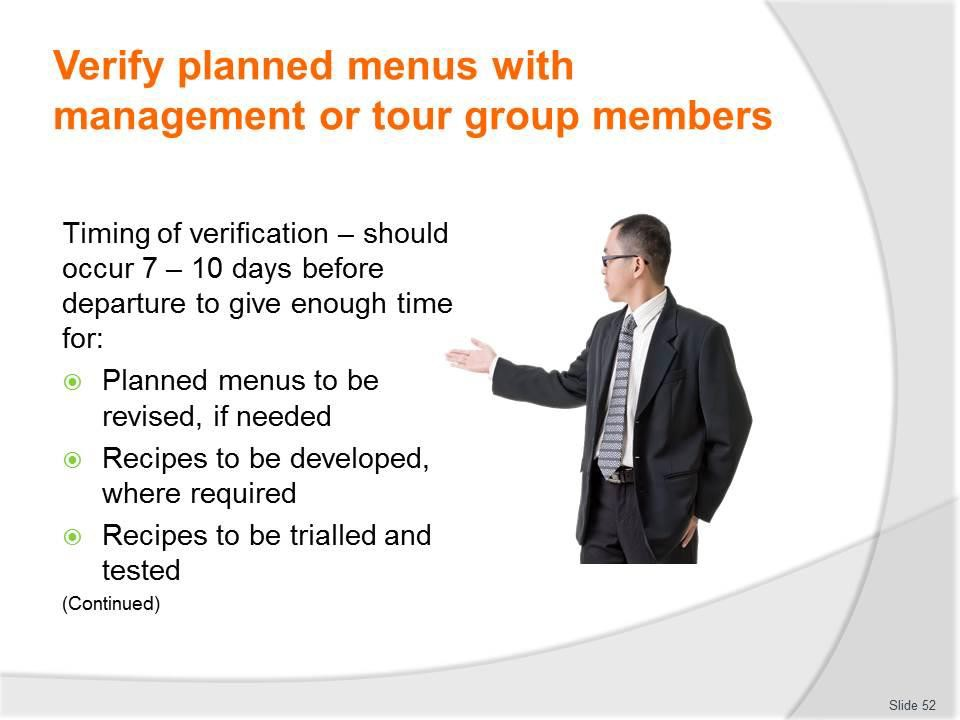 Verify planned menus with
management or tour group members
Timing of verification – should
occur 7 – 10 days before
departure to give enough time
for:
Planned menus to be
revised, if needed
Recipes to be developed,
where required
Recipes to be trialled and
tested
(Continued)
Slide 52